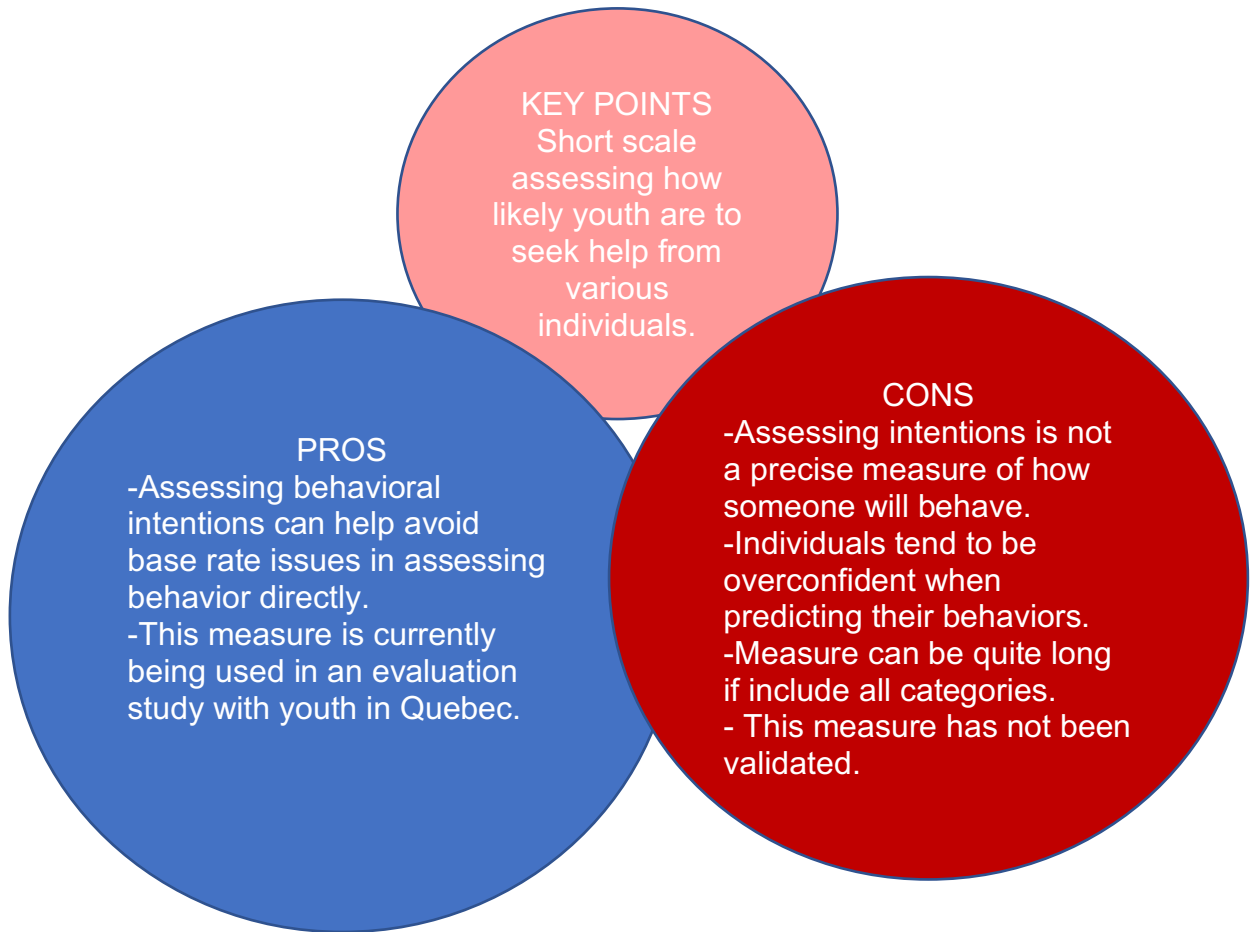 KEY POINTS
Short scale
assessing how
likely youth are to
seek help from
various
individuals.
PROS
-Assessing behavioral
intentions can help avoid
base rate issues in assessing
behavior directly.
-This measure is currently
being used in an evaluation
study with youth in Quebec.
CONS
-Assessing intentions is not
a precise measure of how
someone will behave.
-Individuals tend to be
overconfident when
predicting their behaviors.
-Measure can be quite long
if include all categories.
- This measure has not been
validated.